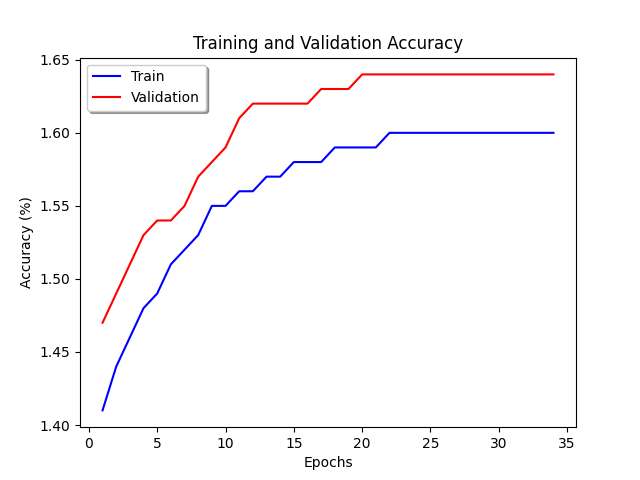 Training and Validation Accuracy
Train
Validation
Accuracy (%)
1.65
1.60
1.55
1.50
1.45
1.40
0 5 10 15 20 25 30 35
Epochs